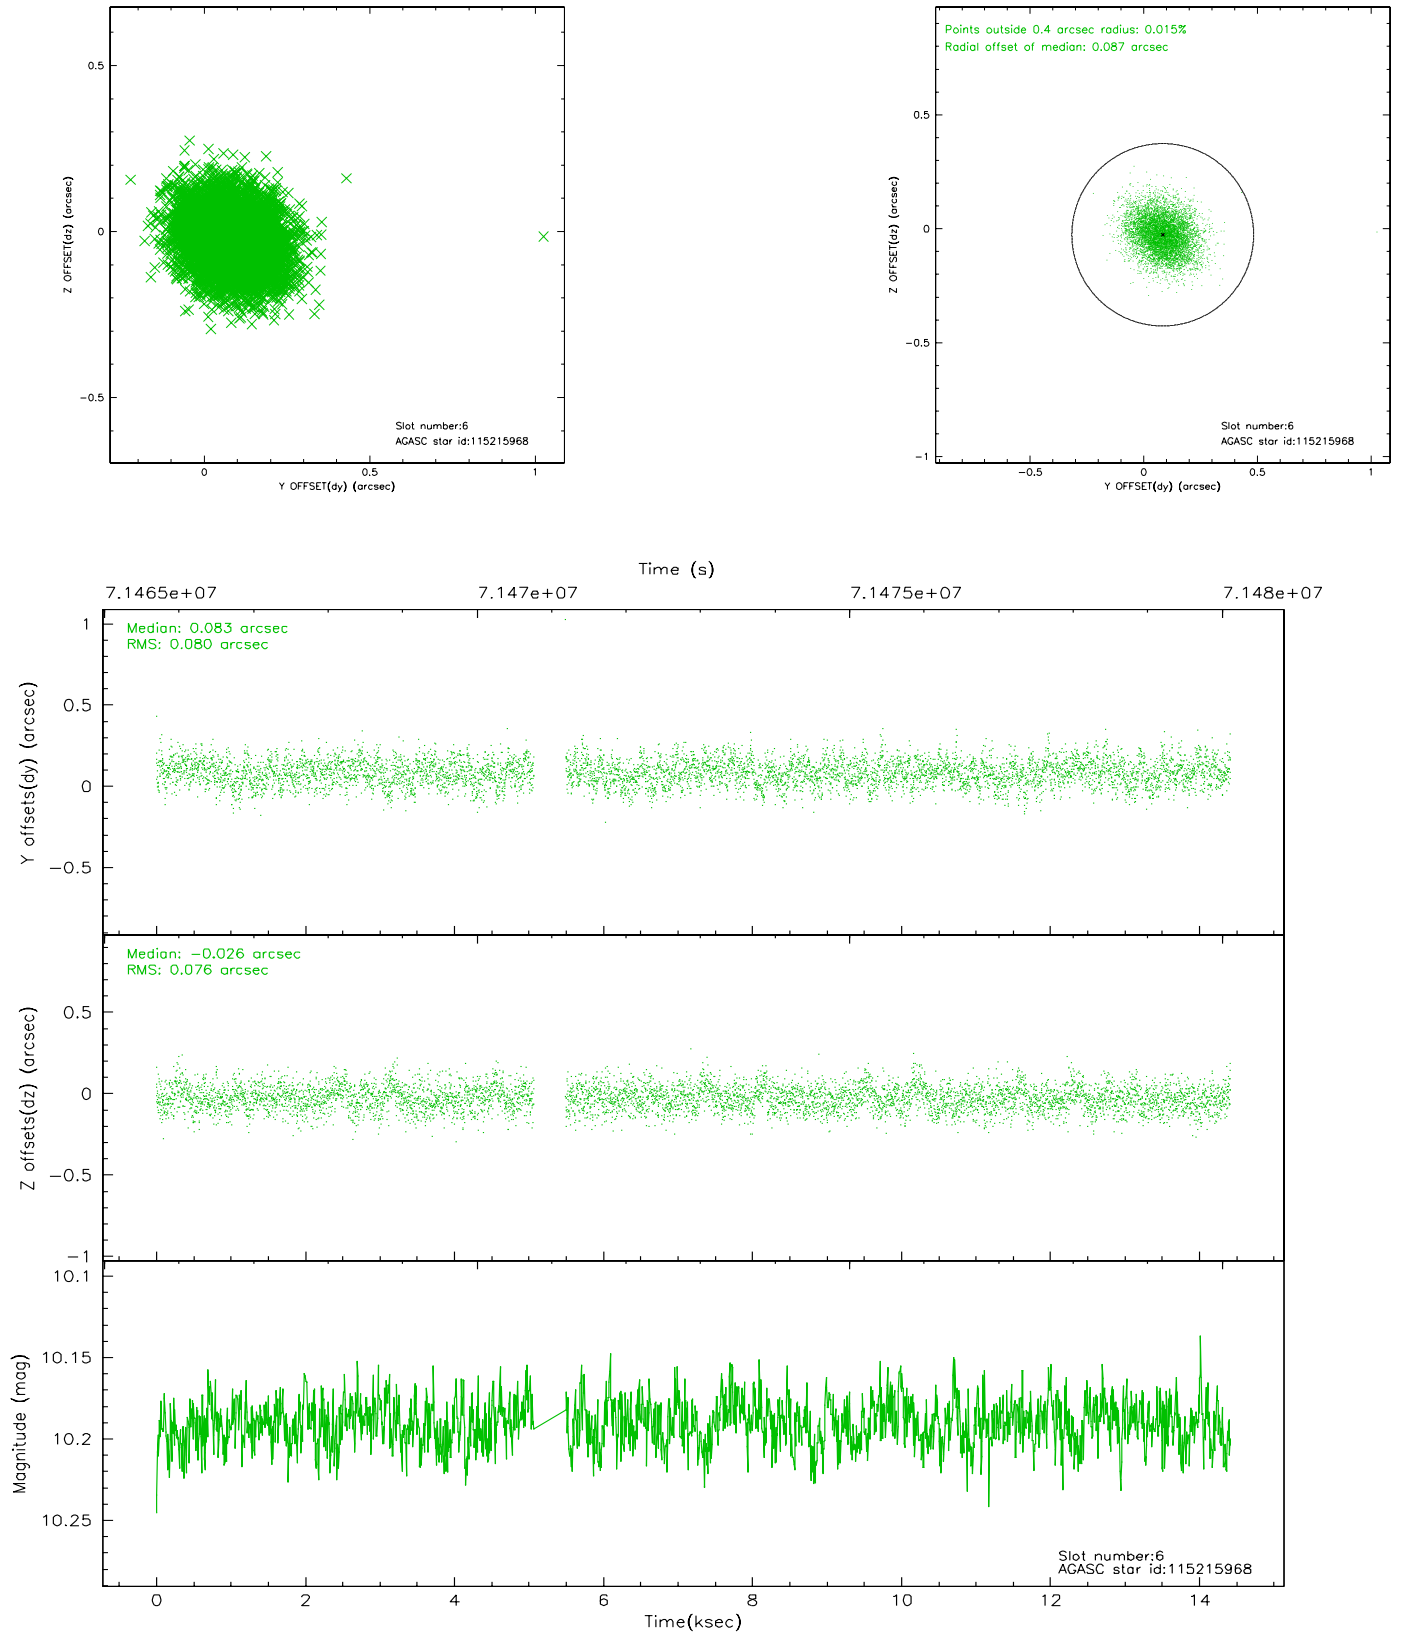 0.5
0
−0.5
Z OFFSET(dz) (arcsec)
Slot number:6
AGASC star id:115215968
0 0.5 1
Y OFFSET(dy) (arcsec)
Points outside 0.4 arcsec radius: 0.015%
Radial offset of median: 0.087 arcsec
0.5
0
−0.5
−1
Z OFFSET(dz) (arcsec)
Slot number:6
AGASC star id:115215968
−0.5 0 0.5 1
Y OFFSET(dy) (arcsec)
Time (s)
7.1465e+07 7.147e+07 7.1475e+07 7.148e+07
Median: 0.083 arcsec
RMS: 0.080 arcsec
1
0.5
0
−0.5
Y offsets(dy) (arcsec)
Median: −0.026 arcsec
RMS: 0.076 arcsec
0.5
0
−0.5
−1
Z offsets(dz) (arcsec)
10.1
10.15
10.2
10.25
Magnitude (mag)
Slot number:6
AGASC star id:115215968
0 2 4 6 8 10 12 14
Time(ksec)